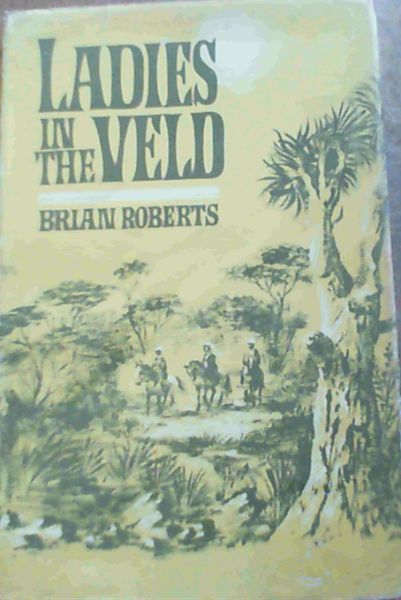 LADIES
IN
THE VELD
BRIAN ROBERTS